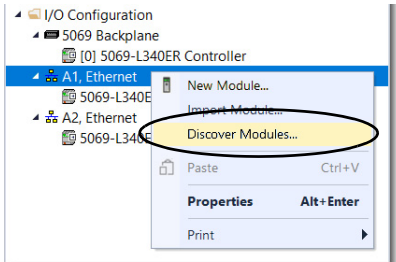 I/O Configuration
5069 Backplane
[0] 5069-L340ER Controller
A1, Ethernet
5069-L340E
A2, Ethernet
5069-L340E
New Module...
Import Module...
Discover Modules...
Paste Ctrl+V
Properties Alt+Enter
Print